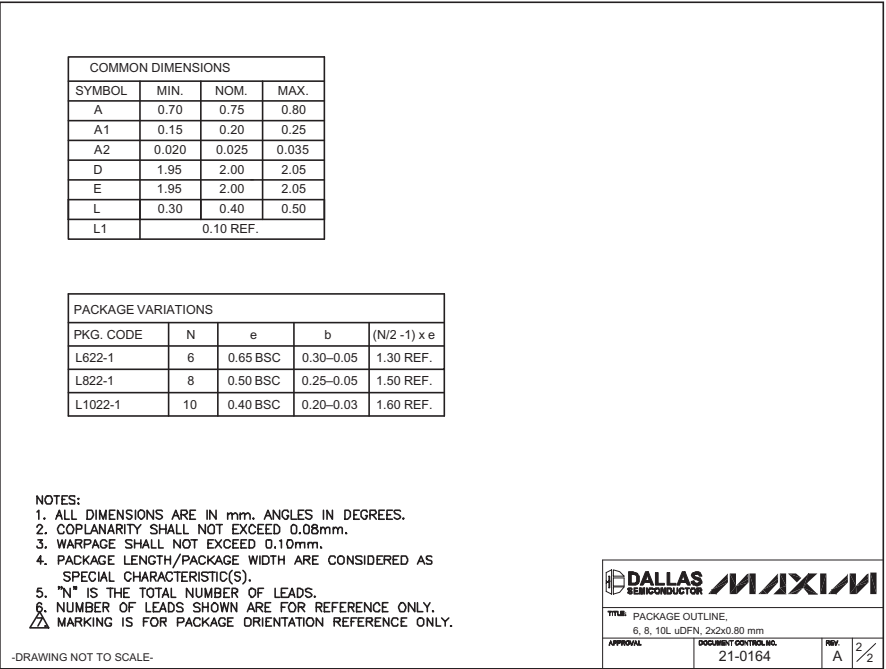 COMMON DIMENSIONS
SYMBOL MIN. NOM. MAX.
A 0.70 0.75 0.80
A1 0.15 0.20 0.25
A2 0.020 0.025 0.035
D 1.95 2.00 2.05
E 1.95 2.00 2.05
L 0.30 0.40 0.50
L1 0.10 REF.
PACKAGE VARIATIONS
PKG. CODE N e b (N/2 -1) x e
L622-1 6 0.65 BSC 0.30–0.05 1.30 REF.
L822-1 8 0.50 BSC 0.25–0.05 1.50 REF.
L1022-1 10 0.40 BSC 0.20–0.03 1.60 REF.
NOTES:
1. ALL DIMENSIONS ARE IN mm. ANGLES IN DEGREES.
2. COPLANARITY SHALL NOT EXCEED 0.08mm.
3. WARPAGE SHALL NOT EXCEED 0.10mm.
4. PACKAGE LENGTH/PACKAGE WIDTH ARE CONSIDERED AS
SPECIAL CHARACTERISTIC(S).
5. "N" IS THE TOTAL NUMBER OF LEADS.
6. NUMBER OF LEADS SHOWN ARE FOR REFERENCE ONLY.
7. MARKING IS FOR PACKAGE ORIENTATION REFERENCE ONLY.
-DRAWING NOT TO SCALE-
DALLAS SEMICONDUCTOR MAXIM
TITLE: PACKAGE OUTLINE,
6, 8, 10L uDFN, 2x2x0.80 mm
APPROVAL DOCUMENT CONTROL NO. REV. 2/2
21-0164 A